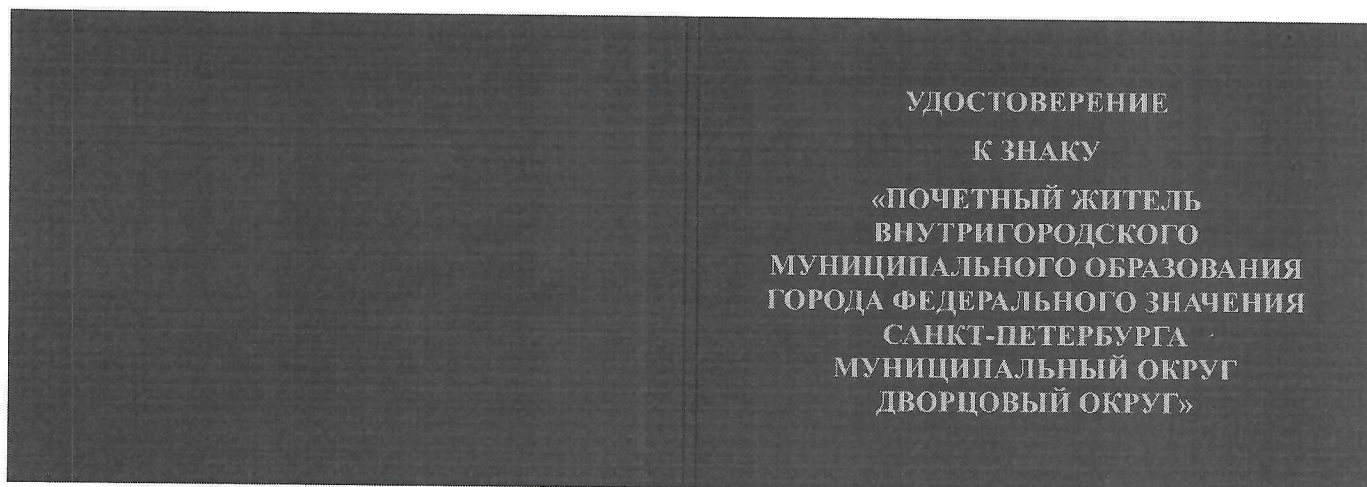 УДОСТОВЕРЕНИЕ
К ЗНАКУ
«ПОЧЕТНЫЙ ЖИТЕЛЬ
ВНУТРИГОРОДСКОГО
МУНИЦИПАЛЬНОГО ОБРАЗОВАНИЯ
ГОРОДА ФЕДЕРАЛЬНОГО ЗНАЧЕНИЯ
САНКТ-ПЕТЕРБУРГА
МУНИЦИПАЛЬНЫЙ ОКРУГ
ДВОРЦОВЫЙ ОКРУГ»